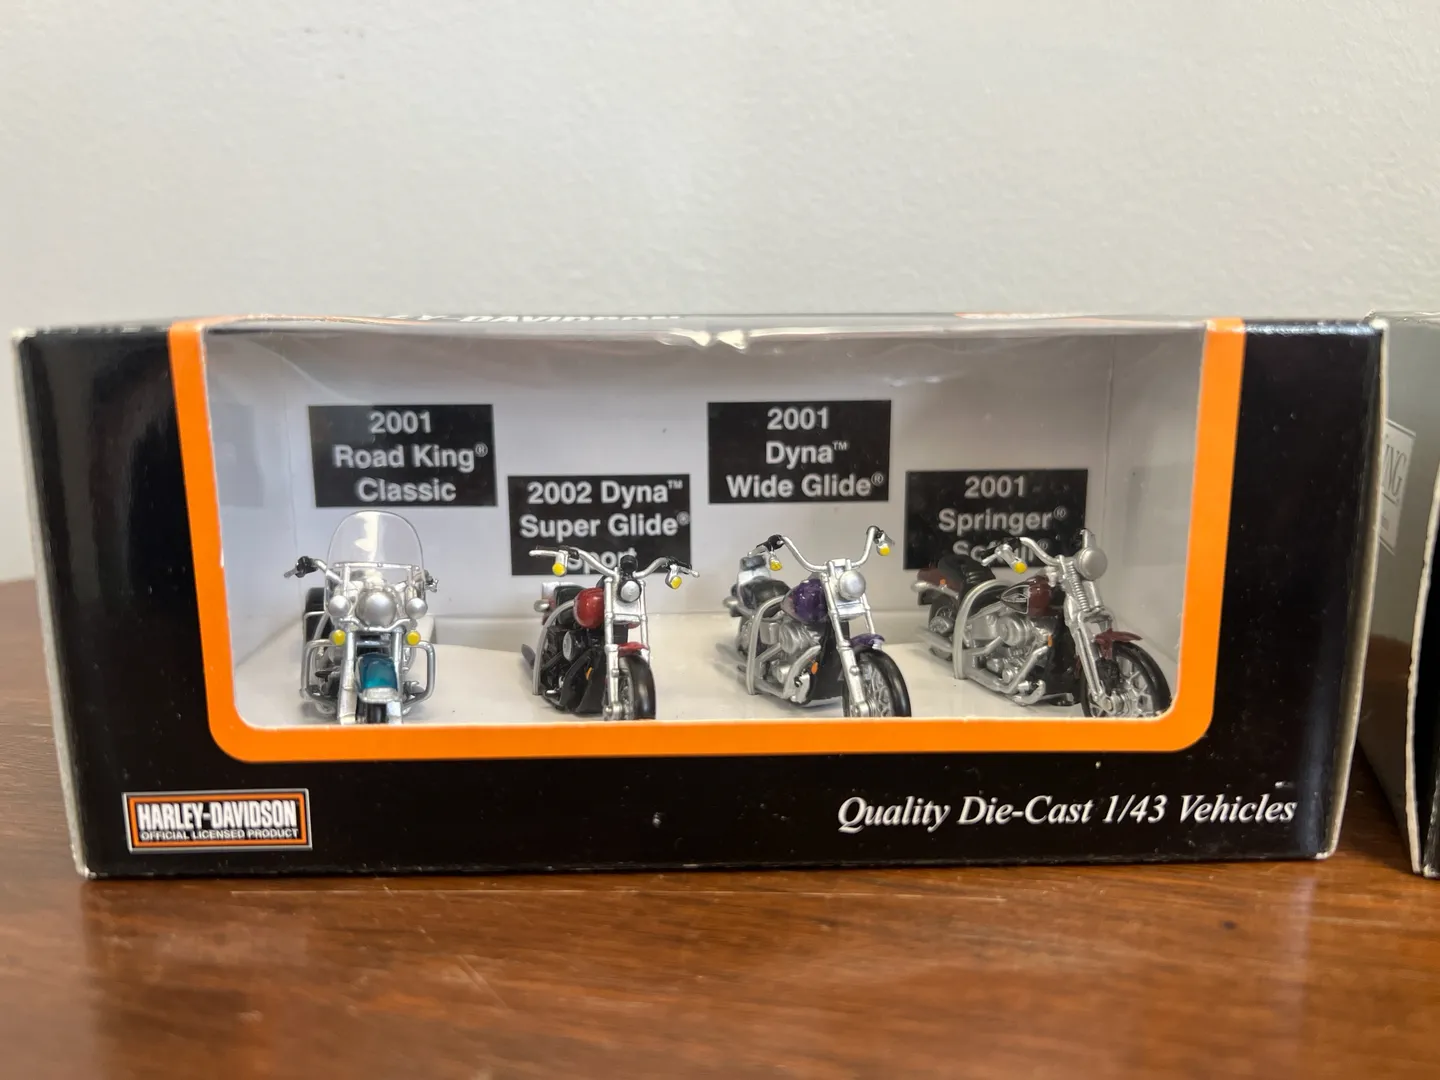 2001
Road King®
Classic
2002 Dyna™
Super Glide®
Sport
2001
Dyna™
Wide Glide®
2001
Springer®
HARLEY-DAVIDSON
OFFICIAL LICENSED PRODUCT
Quality Die-Cast 1/43 Vehicles